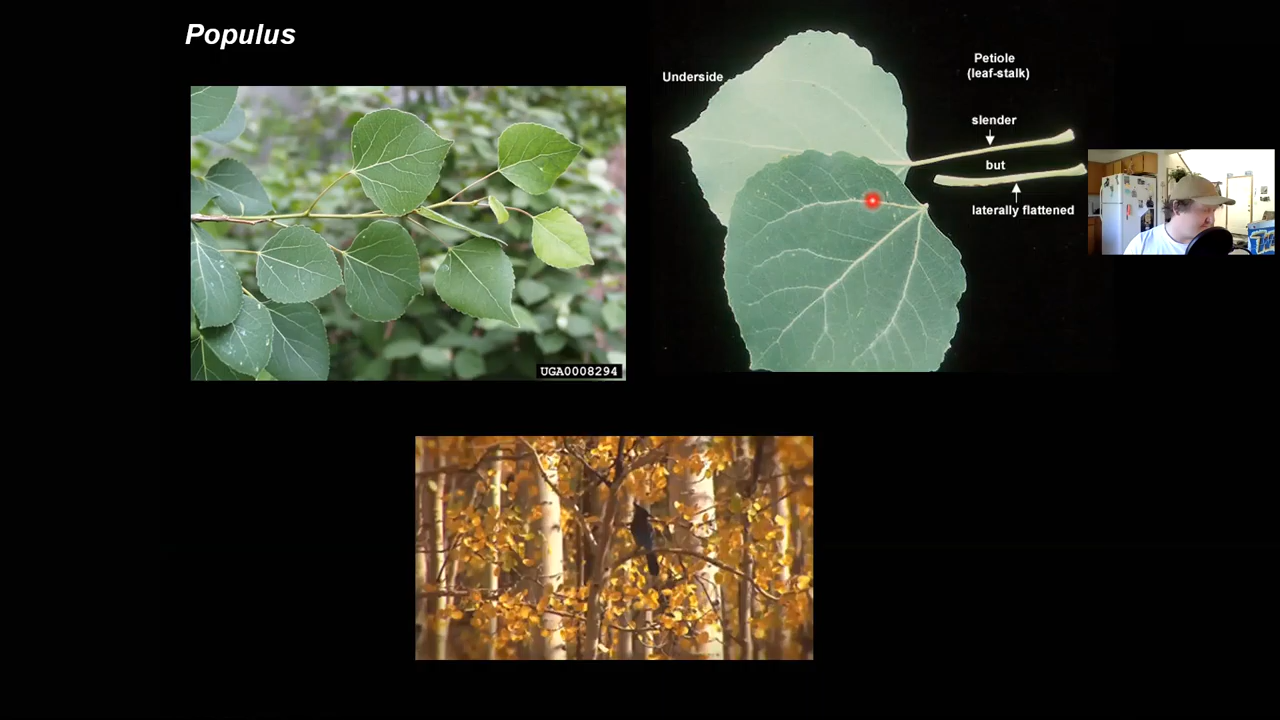 Populus
Underside
Petiole
(leaf-stalk)
slender
but
laterally flattened
UGA0008294